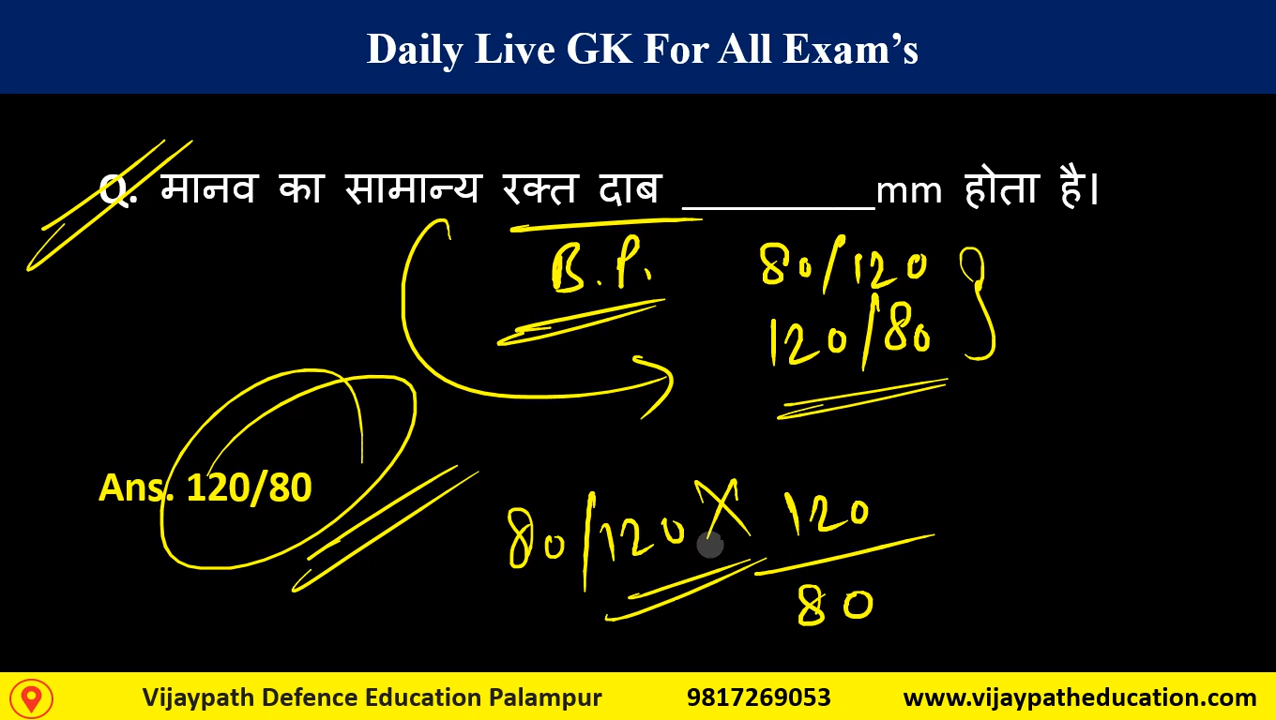 Daily Live GK For All Exam's
Q. मानव का सामान्य रक्त दाब _________mm होता है।
B.P.
80/120
120/80
Ans. 120/80
80/120 X
120
80
Vijaypath Defence Education Palampur 9817269053 www.vijaypatheducation.com